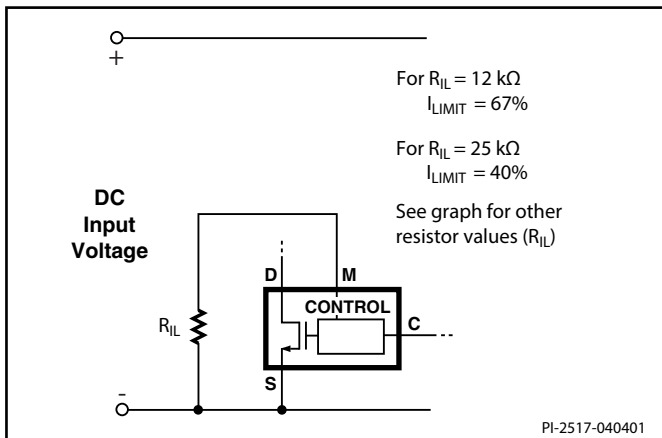 +
For R_IL = 12 kΩ
I_LIMIT = 67%
For R_IL = 25 kΩ
I_LIMIT = 40%
See graph for other
resistor values (R_IL)
DC
Input
Voltage
D
M
CONTROL
C
R_IL
S
-
PI-2517-040401